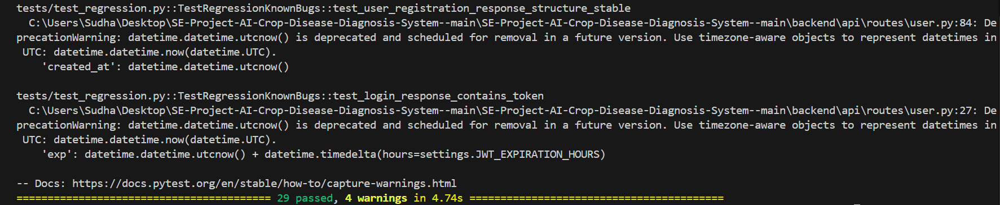 tests/test_regression.py::TestRegressionKnownBugs::test_user_registration_response_structure_stable
  C:\Users\Sudha\Desktop\SE-Project-AI-Crop-Disease-Diagnosis-System--main\SE-Project-AI-Crop-Disease-Diagnosis-System--main\backend\api\routes\user.py:84: De
precationWarning: datetime.datetime.utcnow() is deprecated and scheduled for removal in a future version. Use timezone-aware objects to represent datetimes in
 UTC: datetime.datetime.now(datetime.UTC).
    'created_at': datetime.datetime.utcnow()

tests/test_regression.py::TestRegressionKnownBugs::test_login_response_contains_token
  C:\Users\Sudha\Desktop\SE-Project-AI-Crop-Disease-Diagnosis-System--main\SE-Project-AI-Crop-Disease-Diagnosis-System--main\backend\api\routes\user.py:27: De
precationWarning: datetime.datetime.utcnow() is deprecated and scheduled for removal in a future version. Use timezone-aware objects to represent datetimes in
 UTC: datetime.datetime.now(datetime.UTC).
    'exp': datetime.datetime.utcnow() + datetime.timedelta(hours=settings.JWT_EXPIRATION_HOURS)

-- Docs: https://docs.pytest.org/en/stable/how-to/capture-warnings.html
========================================= 29 passed, 4 warnings in 4.74s =========================================